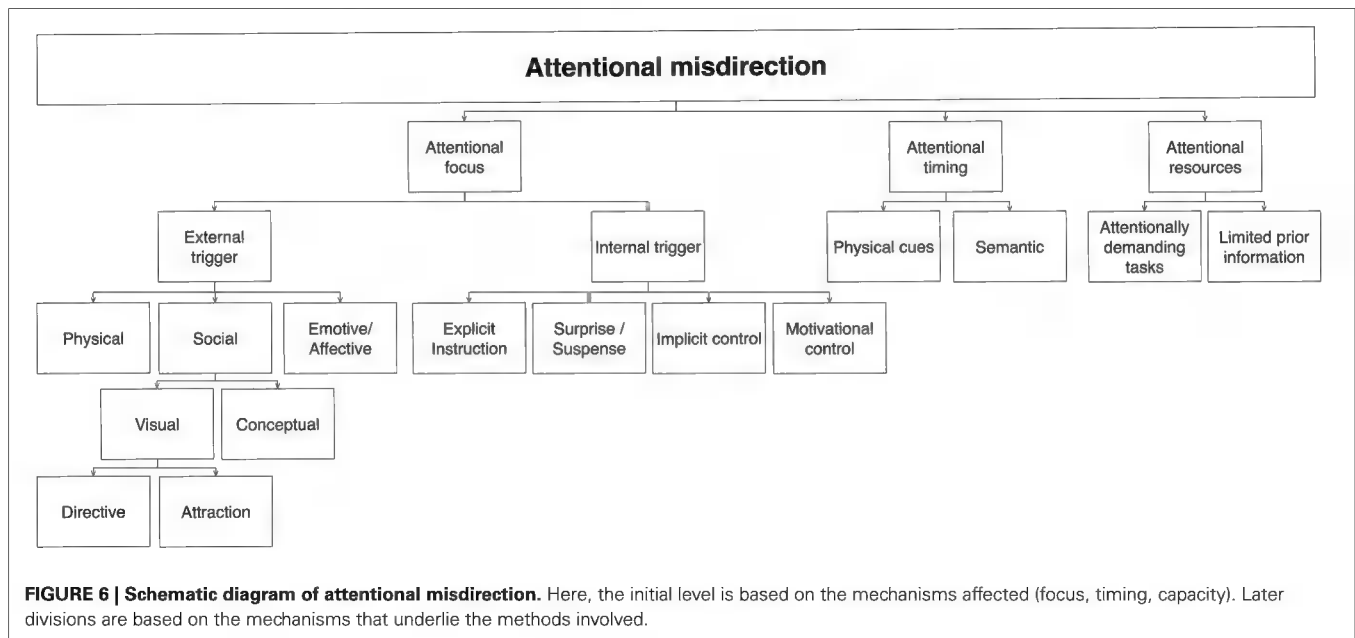 Attentional misdirection
Attentional
focus
Attentional
timing
Attentional
resources
External
trigger
Internal trigger
Physical cues
Semantic
Attentionally
demanding
tasks
Limited prior
information
Physical
Social
Emotive/
Affective
Explicit
Instruction
Surprise /
Suspense
Implicit control
Motivational
control
Visual
Conceptual
Directive
Attraction
FIGURE 6 | Schematic diagram of attentional misdirection. Here, the initial level is based on the mechanisms affected (focus, timing, capacity). Later
divisions are based on the mechanisms that underlie the methods involved.